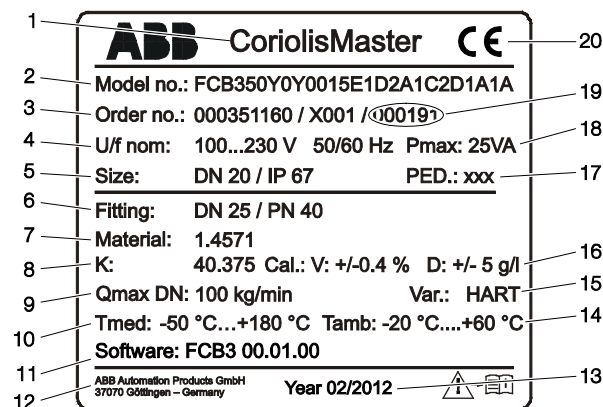 1 ABB CoriolisMaster CE 20
2 Model no.: FCB350Y0Y0015E1D2A1C2D1A1A
3 Order no.: 000351160 / X001 / 000191 19
4 U/f nom: 100...230 V 50/60 Hz Pmax: 25VA 18
5 Size: DN 20 / IP 67 PED.: xxx 17
6 Fitting: DN 25 / PN 40
7 Material: 1.4571
8 K: 40.375 Cal.: V: +/-0.4 % D: +/- 5 g/l 16
9 Qmax DN: 100 kg/min Var.: HART 15
10 Tmed: -50 °C...+180 °C Tamb: -20 °C....+60 °C 14
11 Software: FCB3 00.01.00
12 ABB Automation Products GmbH
37070 Göttingen – Germany Year 02/2012 13